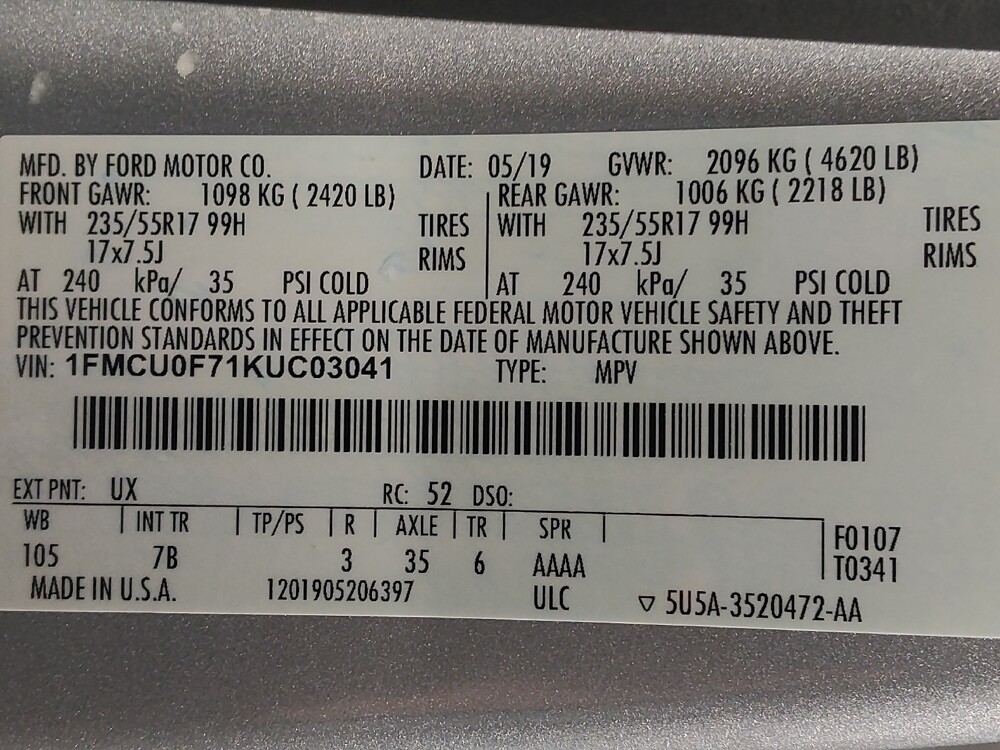 MFD. BY FORD MOTOR CO. DATE: 05/19 GVWR: 2096 KG ( 4620 LB)
FRONT GAWR: 1098 KG ( 2420 LB) REAR GAWR: 1006 KG ( 2218 LB)
WITH 235/55R17 99H TIRES WITH 235/55R17 99H TIRES
17x7.5J RIMS 17x7.5J RIMS
AT 240 kPa/ 35 PSI COLD AT 240 kPa/ 35 PSI COLD
THIS VEHICLE CONFORMS TO ALL APPLICABLE FEDERAL MOTOR VEHICLE SAFETY AND THEFT
PREVENTION STANDARDS IN EFFECT ON THE DATE OF MANUFACTURE SHOWN ABOVE.
VIN: 1FMCU0F71KUC03041 TYPE: MPV
EXT PNT: UX RC: 52 DSO:
WB INT TR TP/PS R AXLE TR SPR F0107
105 7B 3 35 6 AAAA T0341
MADE IN U.S.A. 1201905206397 ULC ▽ 5U5A-3520472-AA